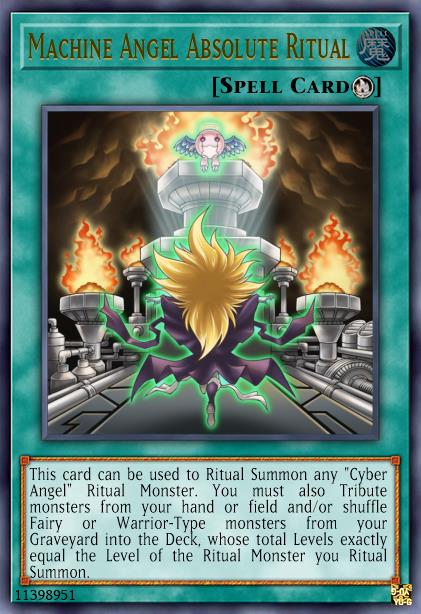 Machine Angel Absolute Ritual
[Spell Card]
This card can be used to Ritual Summon any "Cyber
Angel" Ritual Monster. You must also Tribute
monsters from your hand or field and/or shuffle
Fairy or Warrior-Type monsters from your
Graveyard into the Deck, whose total Levels exactly
equal the Level of the Ritual Monster you Ritual
Summon.
11398951